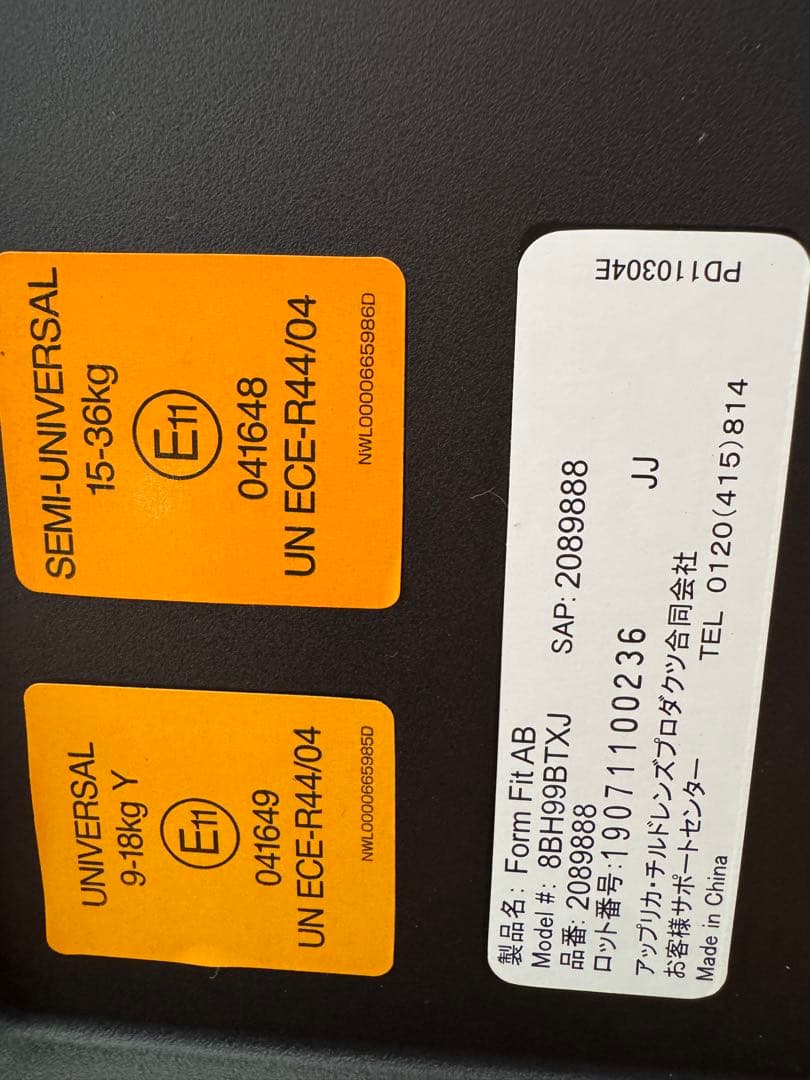 SEMI-UNIVERSAL
15-36kg
E11
041648
UN ECE-R44/04
NWL0000665986D
UNIVERSAL
9-18kg Y
E11
041649
UN ECE-R44/04
NWL0000665985D
製品名: Form Fit AB
Model #: 8BH99BTXJ SAP: 2089888
品番: 2089888
ロット番号:19071100236 JJ
アップリカ・チルドレンズプロダクツ合同会社
お客様サポートセンター TEL 0120(415)814
Made in China
PD110304E